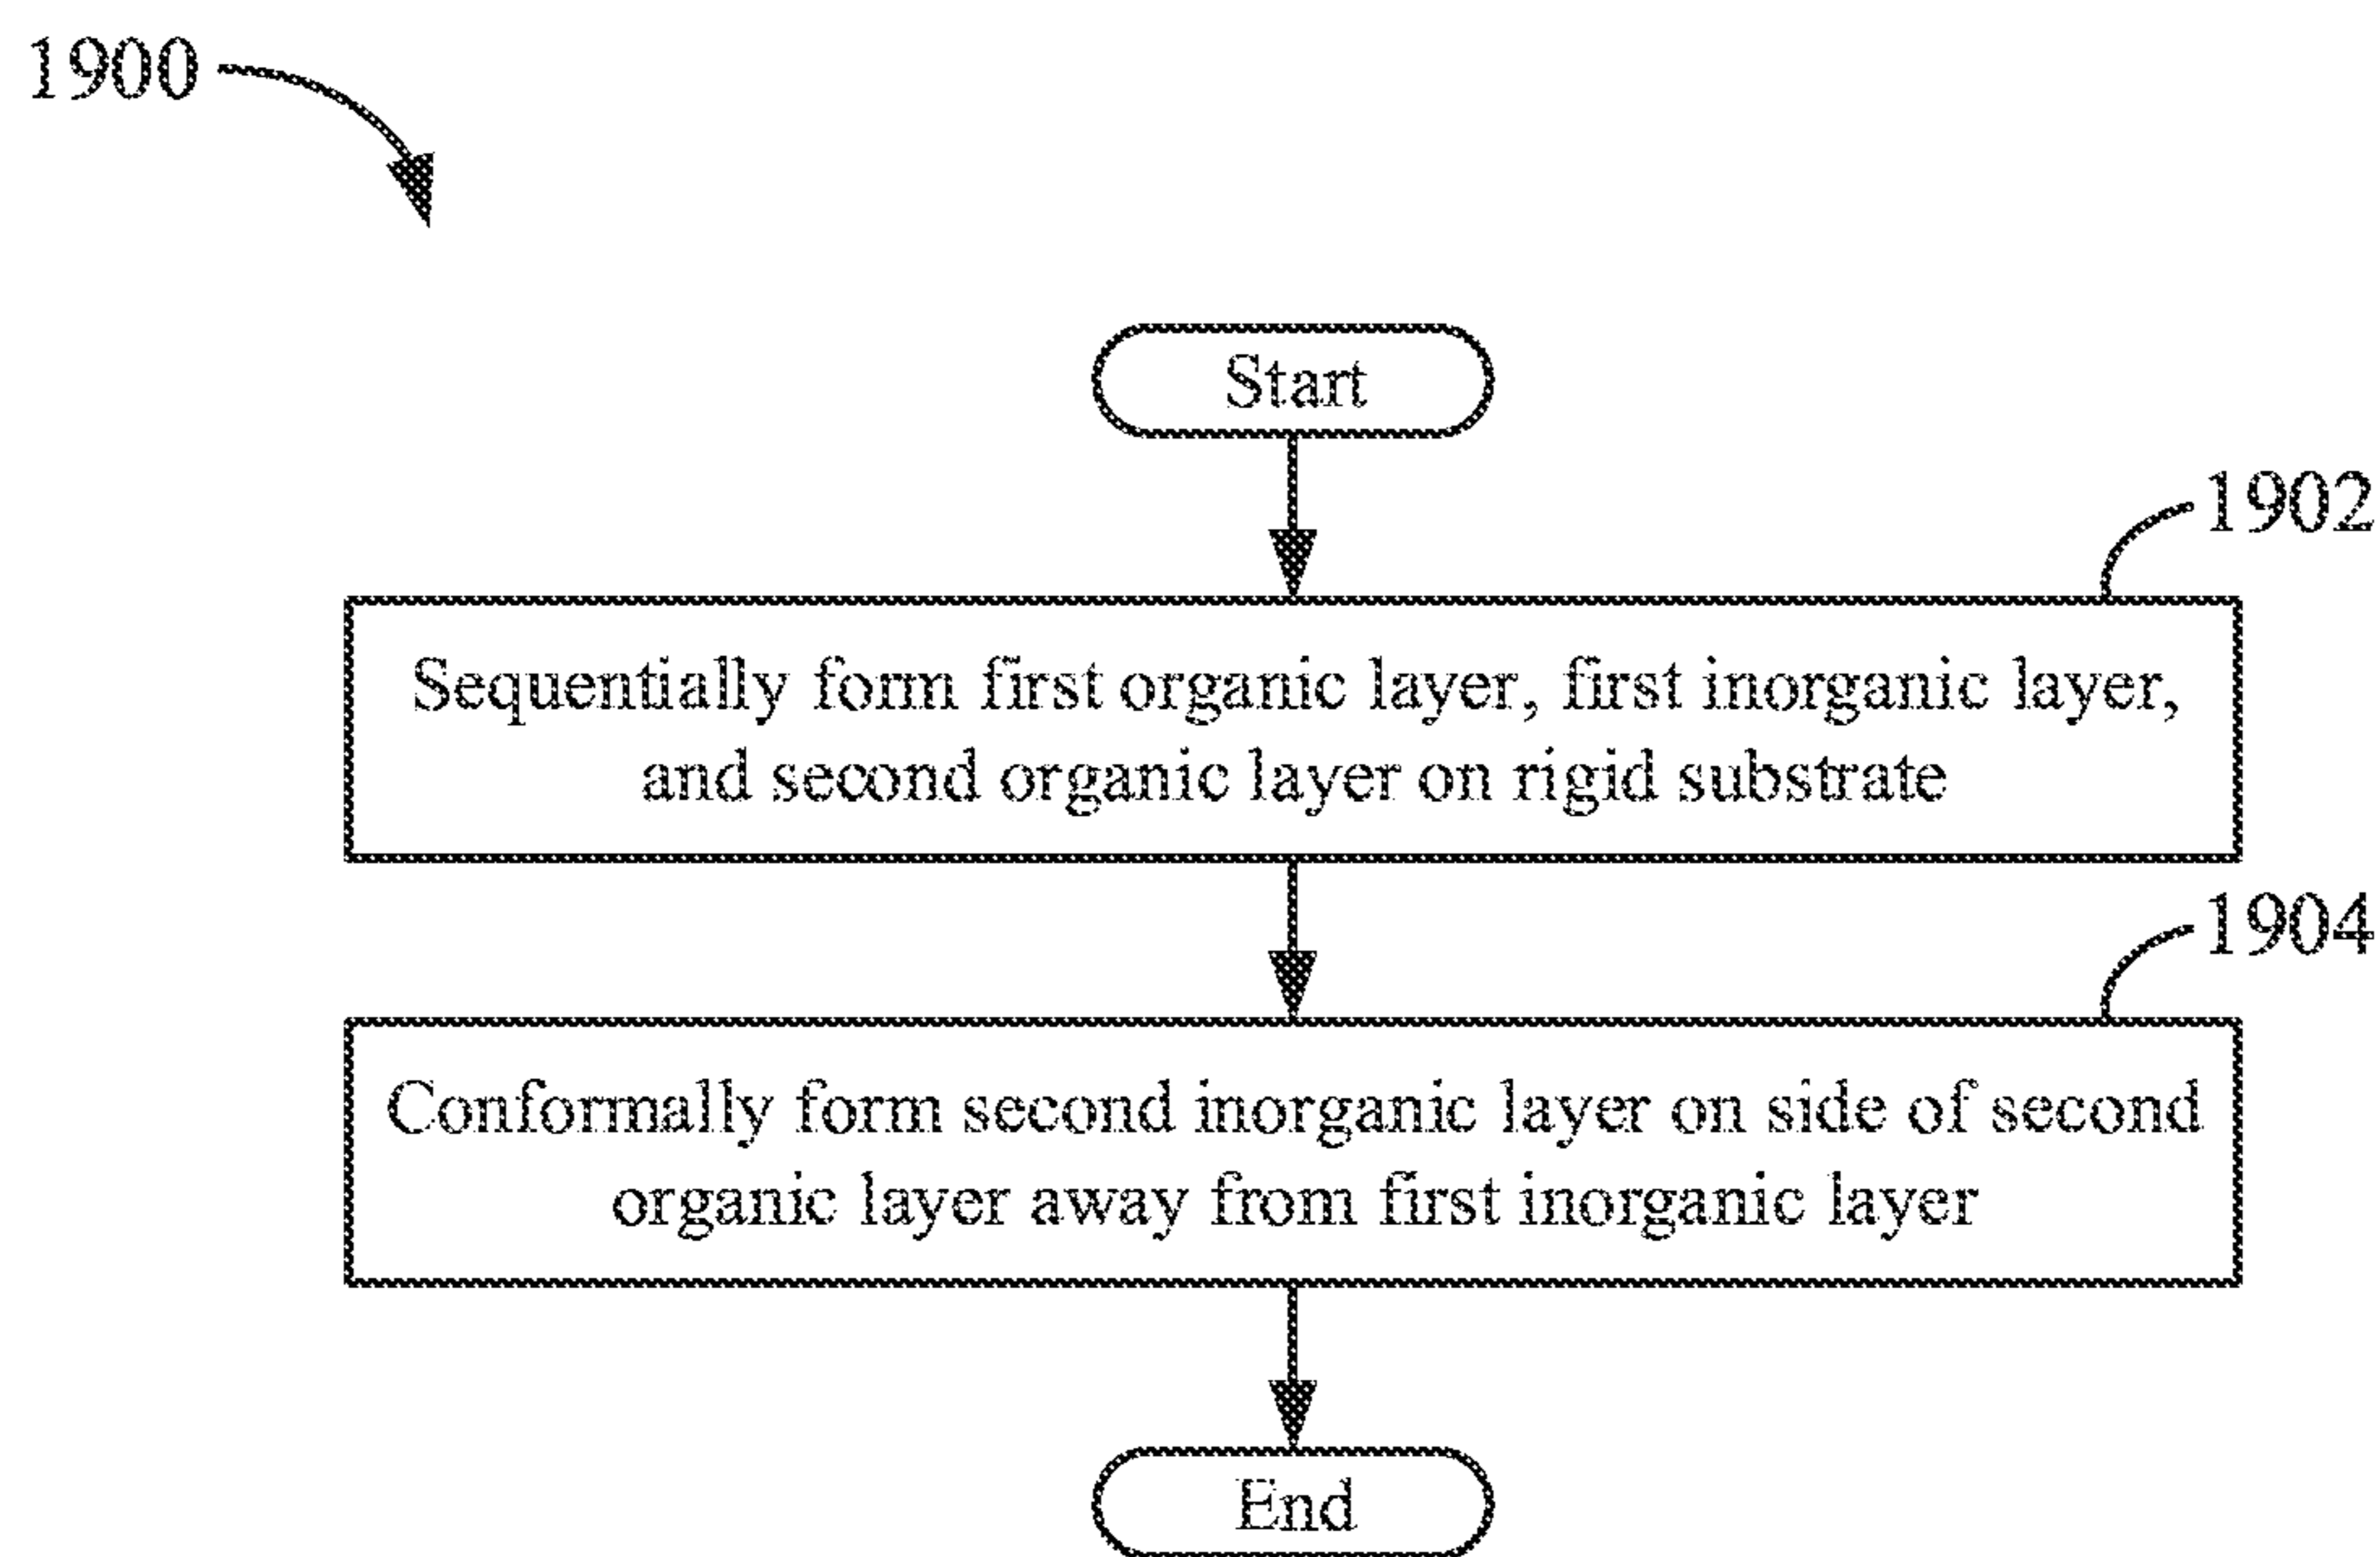 1900
Start
1902
Sequentially form first organic layer, first inorganic layer,
and second organic layer on rigid substrate
1904
Conformally form second inorganic layer on side of second
organic layer away from first inorganic layer
End